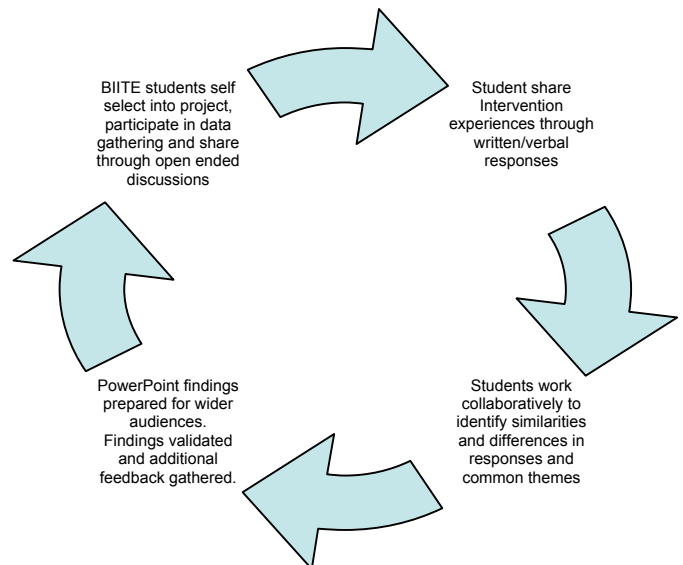 BIITE students self
select into project,
participate in data
gathering and share
through open ended
discussions
Student share
Intervention
experiences through
written/verbal
responses
Students work
collaboratively to
identify similarities
and differences in
responses and
common themes
PowerPoint findings
prepared for wider
audiences.
Findings validated
and additional
feedback gathered.